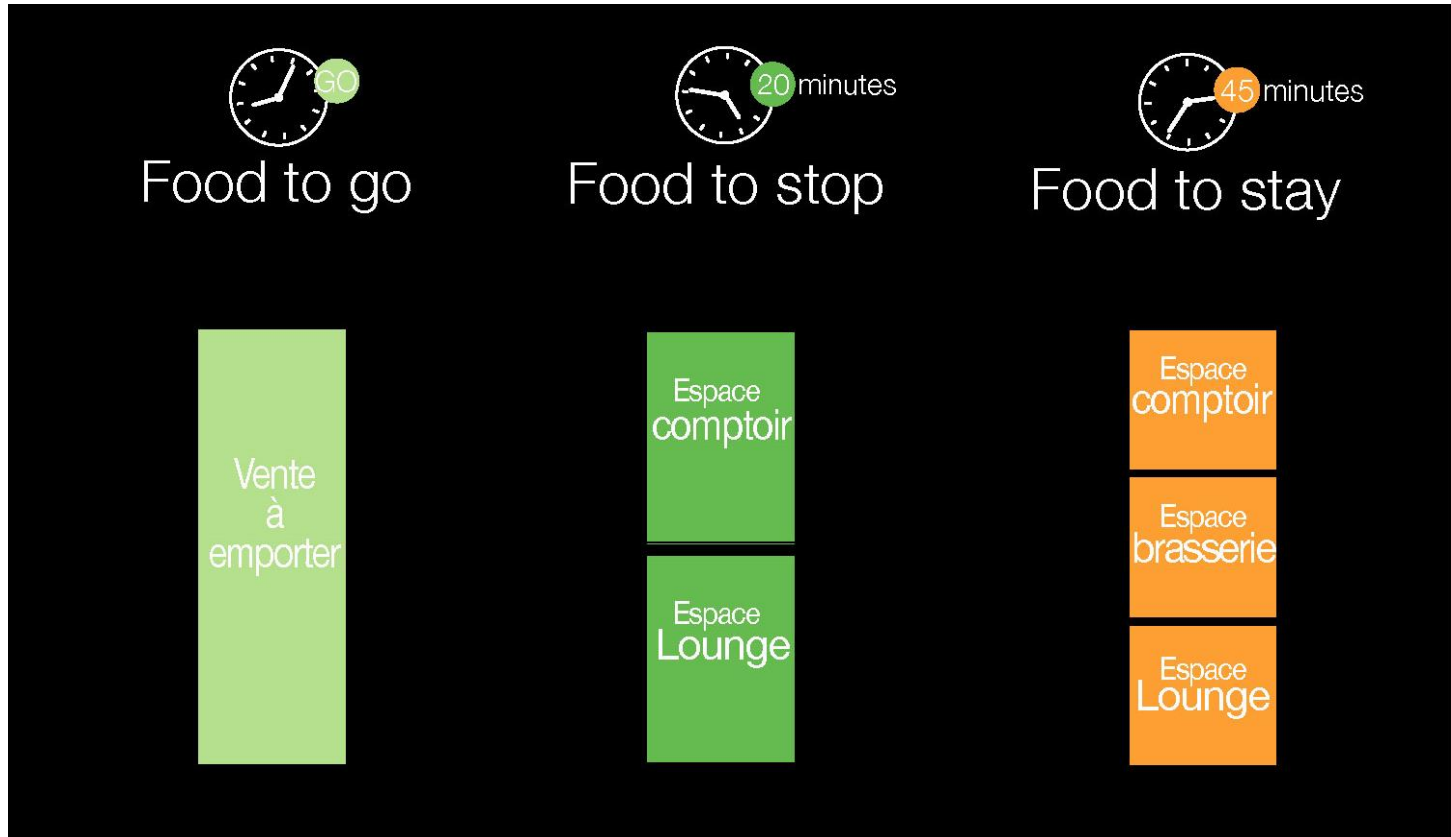 GO
Food to go
20 minutes
Food to stop
45 minutes
Food to stay
Vente
à
emporter
Espace
comptoir
Espace
Lounge
Espace
comptoir
Espace
brasserie
Espace
Lounge